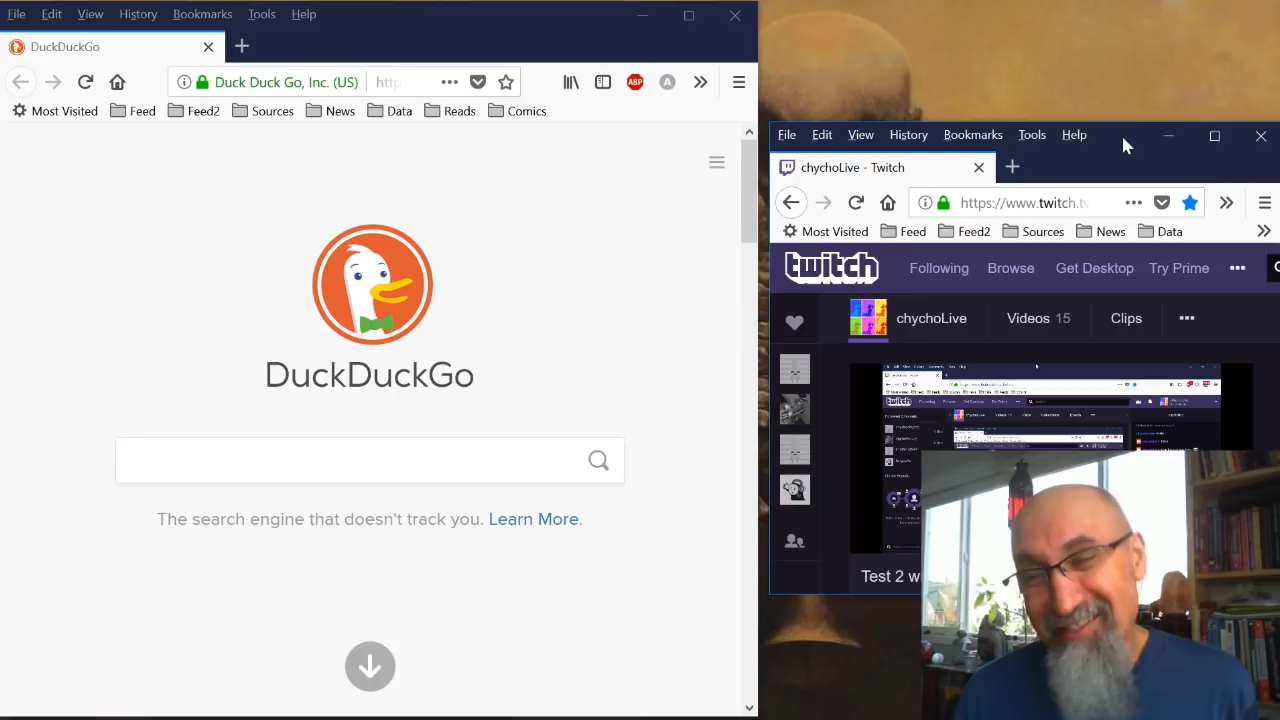 File Edit View History Bookmarks Tools Help
DuckDuckGo
Duck Duck Go, Inc. (US) http:
ABP A
Most Visited Feed Feed2 Sources News Data Reads Comics
DuckDuckGo
The search engine that doesn't track you. Learn More.
File Edit View History Bookmarks Tools Help
chychoLive - Twitch
https://www.twitch.tv
Most Visited Feed Feed2 Sources News Data
twitch Following Browse Get Desktop Try Prime
chychoLive Videos 15 Clips
Test 2 w